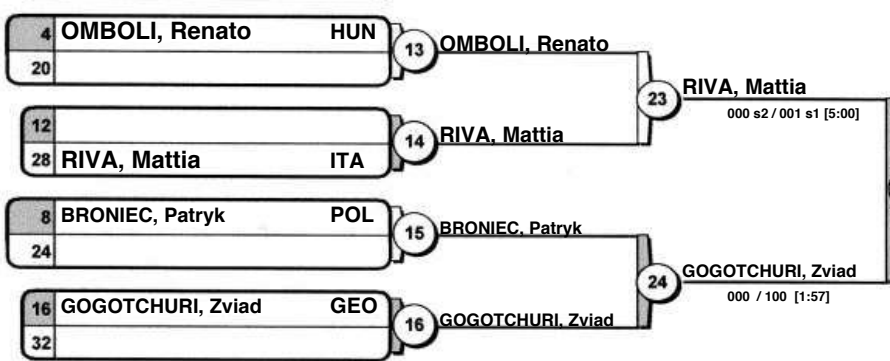 4 OMBOLI, Renato HUN
20
13 OMBOLI, Renato
12
28 RIVA, Mattia ITA
14 RIVA, Mattia
23 RIVA, Mattia
000 s2 / 001 s1 [5:00]
8 BRONIEC, Patryk POL
24
15 BRONIEC, Patryk
16 GOGOTCHURI, Zviad GEO
32
16 GOGOTCHURI, Zviad
24 GOGOTCHURI, Zviad
000 / 100 [1:57]